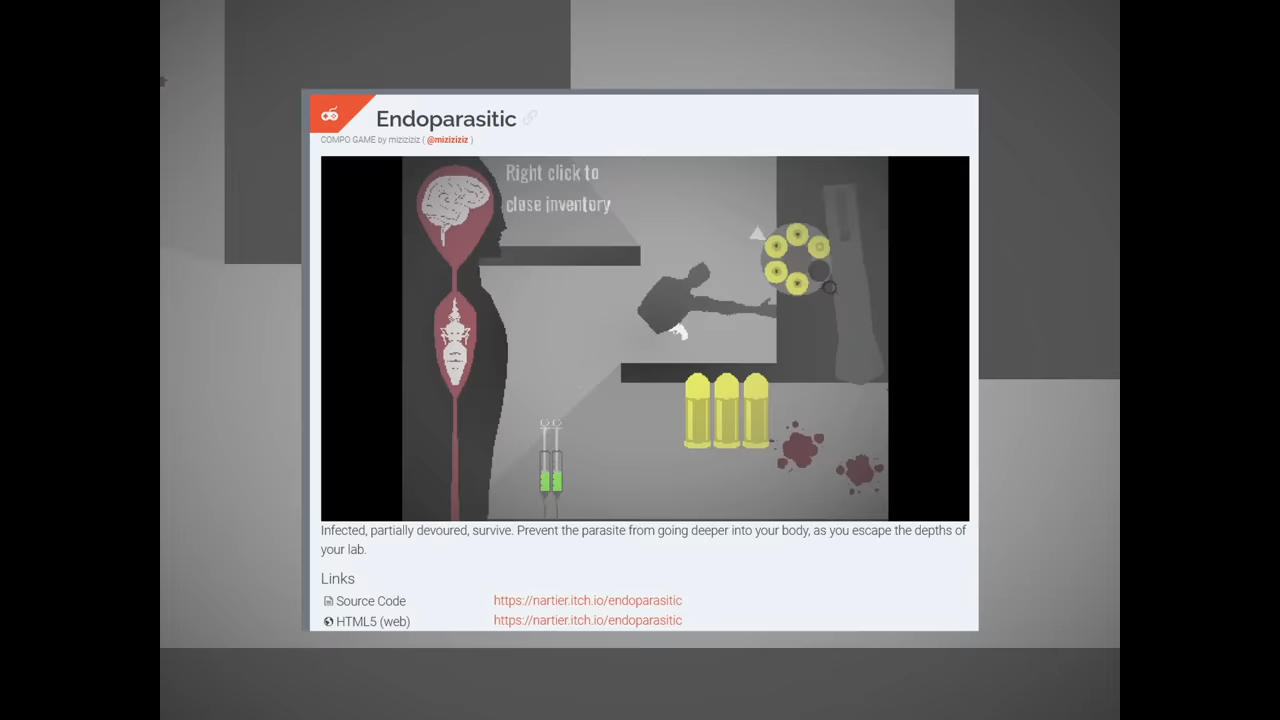 Endoparasitic
COMPO GAME by miziziziz ( @miziziziz )
Right click to
close inventory
Infected, partially devoured, survive. Prevent the parasite from going deeper into your body, as you escape the depths of
your lab.
Links
Source Code https://nartier.itch.io/endoparasitic
HTML5 (web) https://nartier.itch.io/endoparasitic